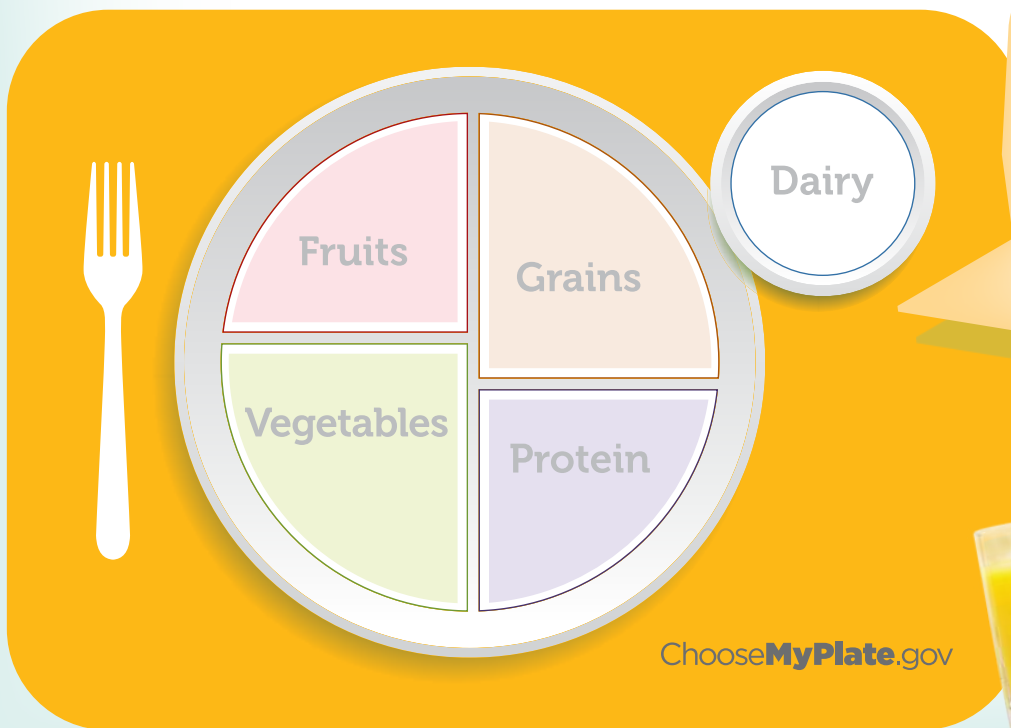 Dairy
Fruits
Grains
Vegetables
Protein
ChooseMyPlate.gov